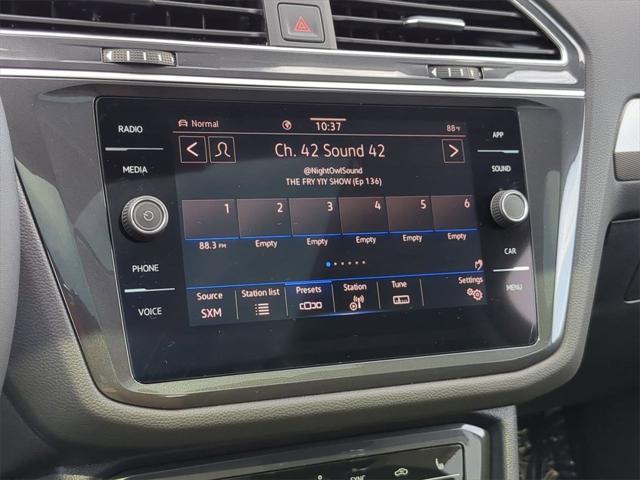 Normal 10:37 88°F
RADIO
MEDIA
PHONE
VOICE
APP
SOUND
CAR
MENU
Ch. 42 Sound 42
@NightOwlSound
THE FRY YIY SHOW (Ep 136)
1 2 3 4 5 6
88.3 FM Empty Empty Empty Empty Empty
Source Station list Presets Station Tune Settings
SXM
SYNC